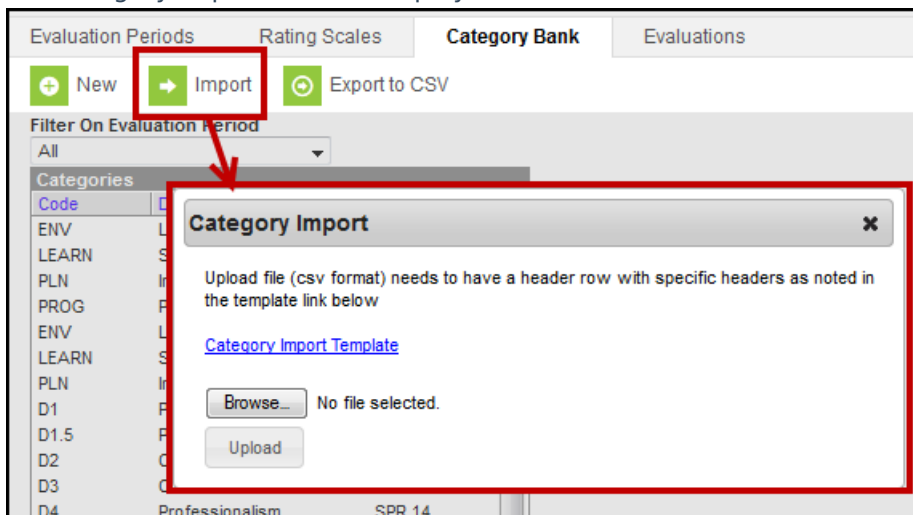 Evaluation Periods Rating Scales Category Bank Evaluations
New Import Export to CSV
Filter On Evaluation Period
All
Categories
Code D
ENV L
LEARN S
PLN In
PROG P
ENV L
LEARN S
PLN In
D1 P
D1.5 P
D2 C
D3 C
D4 Professionalism SPR 14
Category Import
Upload file (csv format) needs to have a header row with specific headers as noted in
the template link below
Category Import Template
Browse... No file selected.
Upload